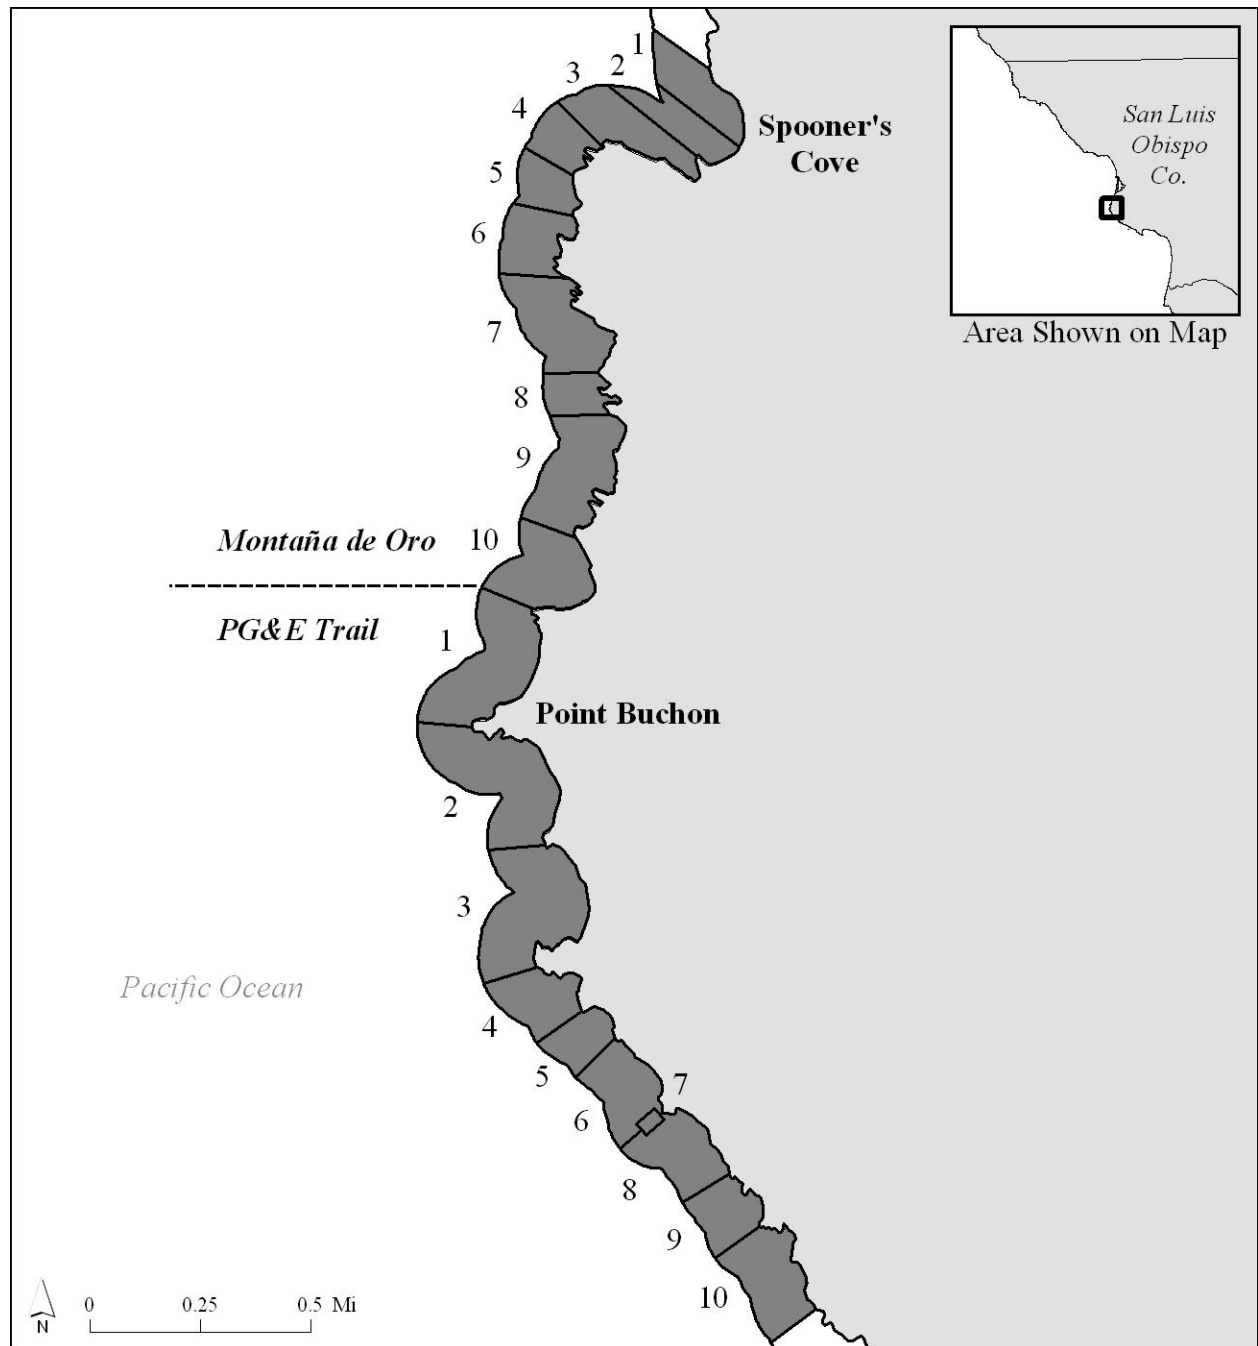 1
2
3
4
5
6
7
8
9
10
Spooner's
Cove
San Luis
Obispo
Co.
Area Shown on Map
Montaña de Oro
PG&E Trail
1
Point Buchon
2
3
Pacific Ocean
4
5
6
7
8
9
10
N
0 0.25 0.5 Mi